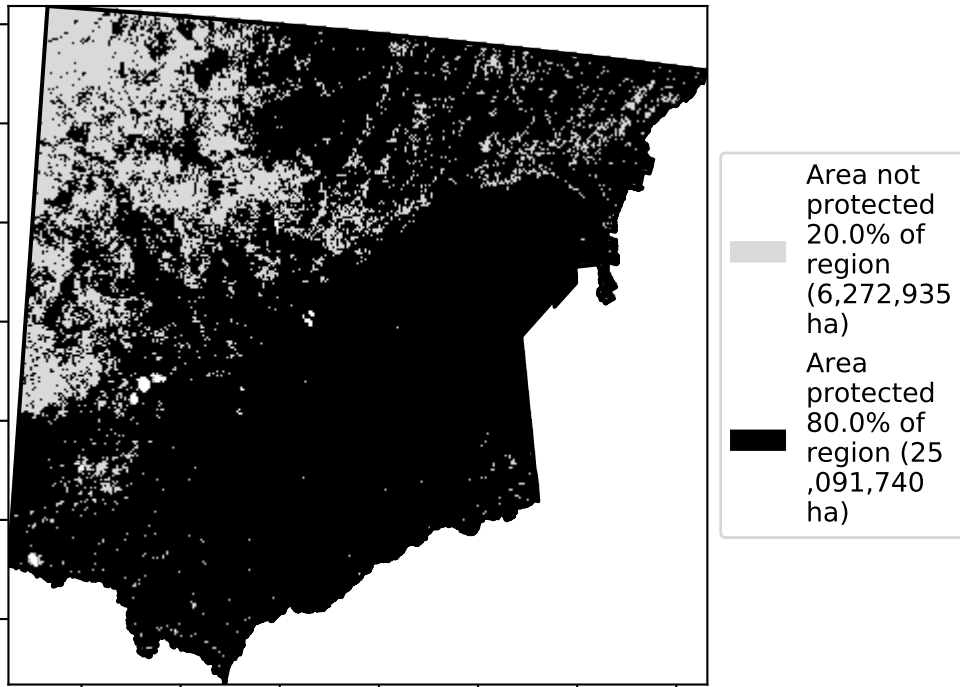 Area not
protected
20.0% of
region
(6,272,935
ha)
Area
protected
80.0% of
region (25
,091,740
ha)